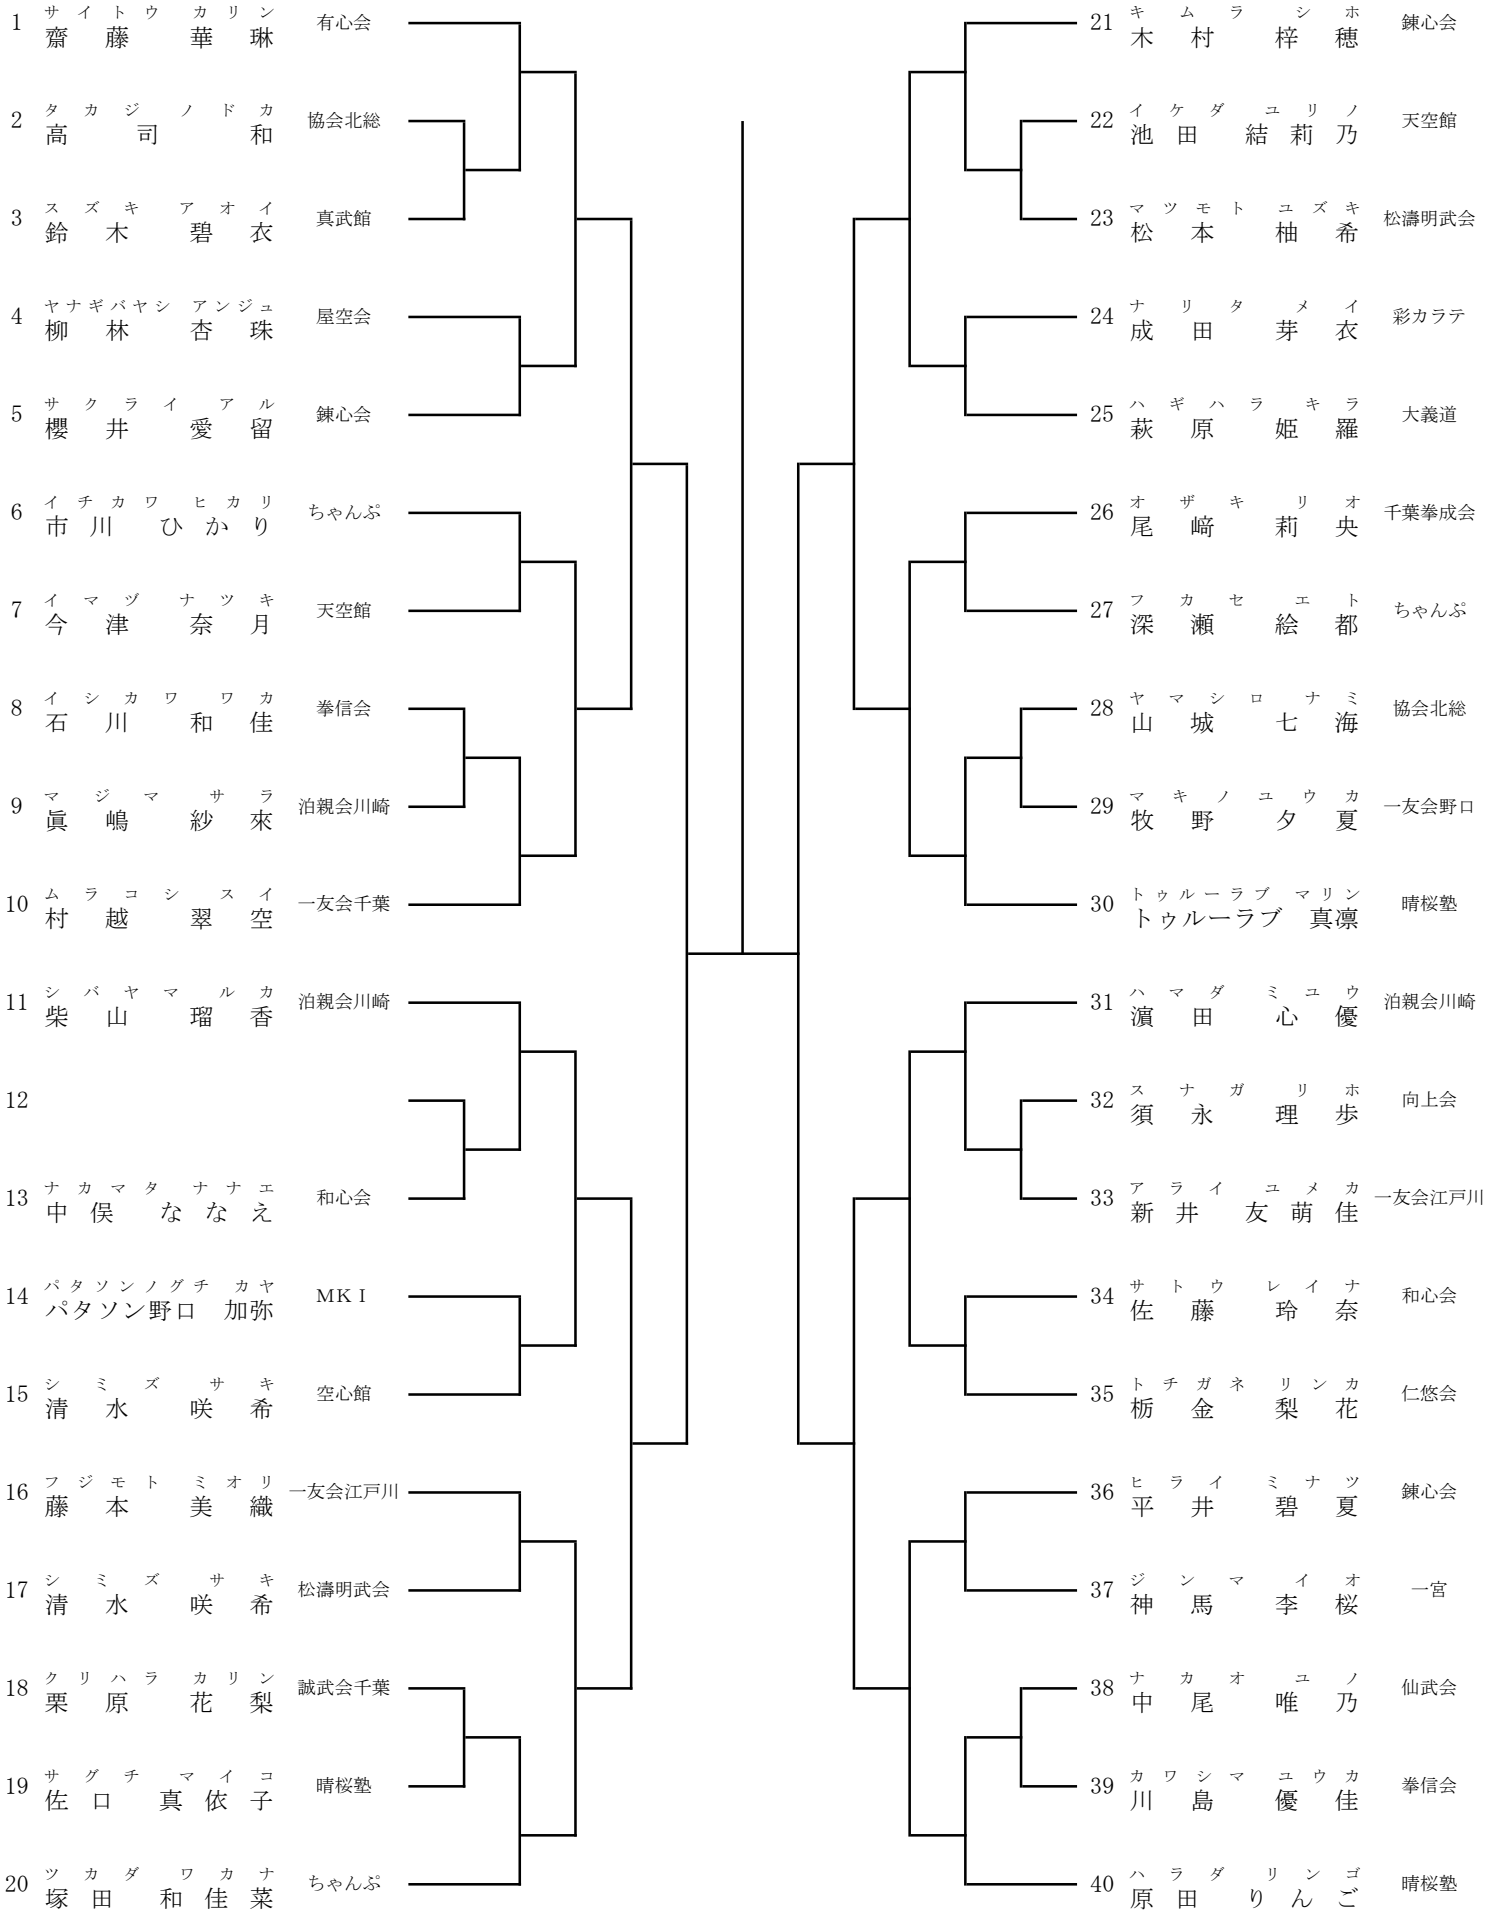 サイトウ カリン
1 齋藤 華琳 有心会
タカジ ノドカ
2 高司 和 協会北総
スズキ アオイ
3 鈴木 碧衣 真武館
ヤナギバヤシ アンジュ
4 柳林 杏珠 屋空会
サクライ アル
5 櫻井 愛留 錬心会
イチカワ ヒカリ
6 市川 ひかり ちゃんぷ
イマヅ ナツキ
7 今津 奈月 天空館
イシカワ ワカ
8 石川 和佳 拳信会
マジマ サラ
9 眞嶋 紗來 泊親会川崎
ムラコシ スイ
10 村越 翠空 一友会千葉
シバヤマ ルカ
11 柴山 瑠香 泊親会川崎
12
ナカマタ ナナエ
13 中俣 ななえ 和心会
パタソンノグチ カヤ
14 パタソン野口 加弥 MKI
シミズ サキ
15 清水 咲希 空心館
フジモト ミオリ
16 藤本 美織 一友会江戸川
シミズ サキ
17 清水 咲希 松濤明武会
クリハラ カリン
18 栗原 花梨 誠武会千葉
サグチ マイコ
19 佐口 真依子 晴桜塾
ツカダ ワカナ
20 塚田 和佳菜 ちゃんぷ
キムラ シホ
21 木村 梓穂 錬心会
イケダ ユリノ
22 池田 結莉乃 天空館
マツモト ユズキ
23 松本 柚希 松濤明武会
ナリタ メイ
24 成田 芽衣 彩カラテ
ハギハラ キラ
25 萩原 姫羅 大義道
オザキ リオ
26 尾﨑 莉央 千葉拳成会
フカセ エト
27 深瀬 絵都 ちゃんぷ
ヤマシロ ナミ
28 山城 七海 協会北総
マキノ ユウカ
29 牧野 夕夏 一友会野口
トゥルーラブ マリン
30 トゥルーラブ 真凛 晴桜塾
ハマダ ミユウ
31 濵田 心優 泊親会川崎
スナガ リホ
32 須永 理歩 向上会
アライ ユメカ
33 新井 友萌佳 一友会江戸川
サトウ レイナ
34 佐藤 玲奈 和心会
トチガネ リンカ
35 栃金 梨花 仁悠会
ヒライ ミナツ
36 平井 碧夏 錬心会
ジンマ イオ
37 神馬 李桜 一宮
ナカオ ユノ
38 中尾 唯乃 仙武会
カワシマ ユウカ
39 川島 優佳 拳信会
ハラダ リンゴ
40 原田 りんご 晴桜塾